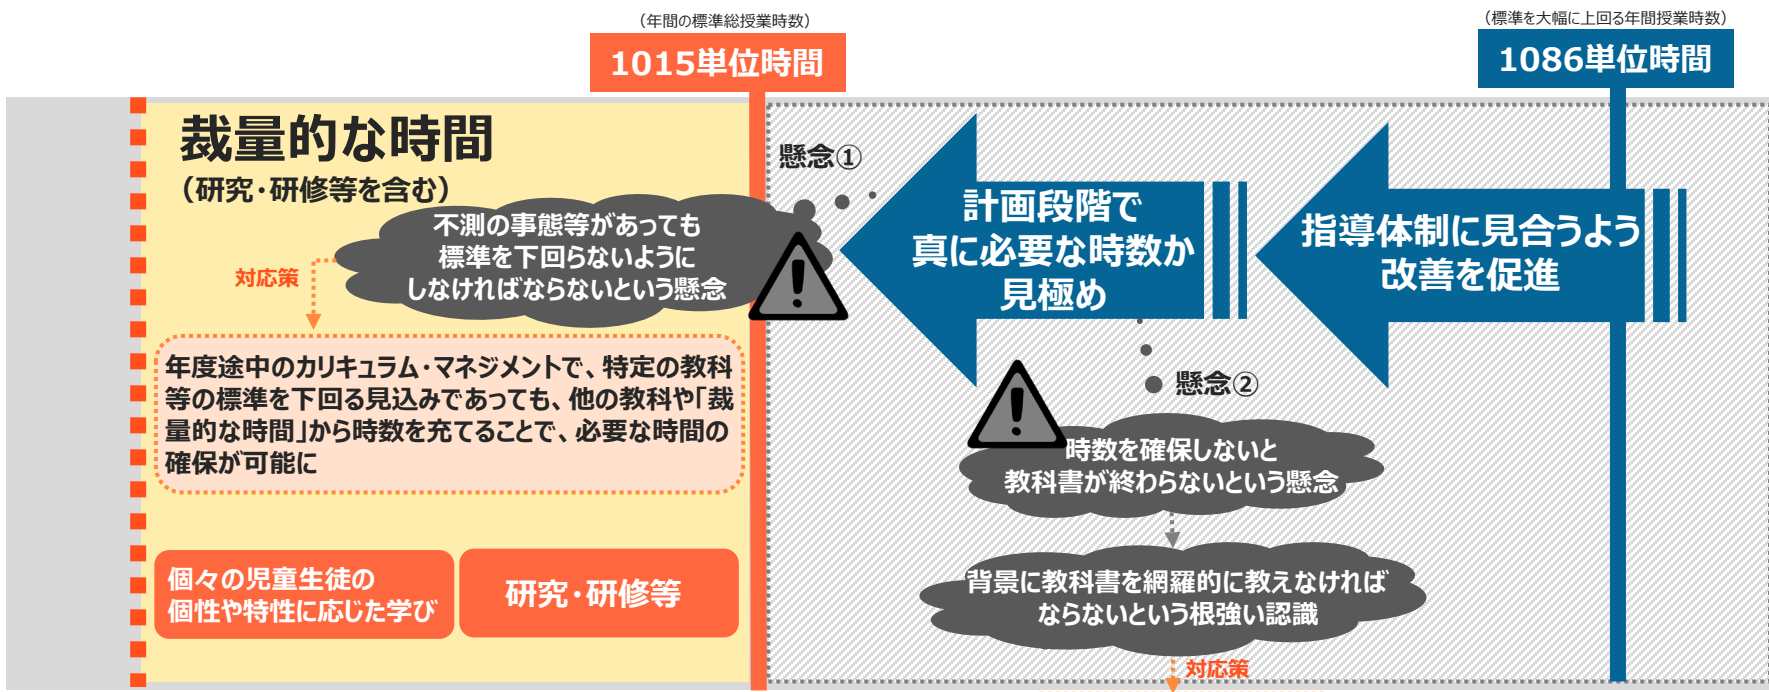 （年間の標準総授業時数）
1015単位時間
（標準を大幅に上回る年間授業時数）
1086単位時間
裁量的な時間
（研究・研修等を含む）
懸念①
不測の事態等があっても
標準を下回らないように
しなければならないという懸念
計画段階で
真に必要な時数か
見極め
指導体制に見合うよう
改善を促進
対応策
年度途中のカリキュラム・マネジメントで、特定の教科
等の標準を下回る見込みであっても、他の教科や「裁
量的な時間」から時数を充てることで、必要な時間の
確保が可能に
懸念②
時数を確保しないと
教科書が終わらないという懸念
個々の児童生徒の
個性や特性に応じた学び
研究・研修等
背景に教科書を網羅的に教えなければ
ならないという根強い認識
対応策